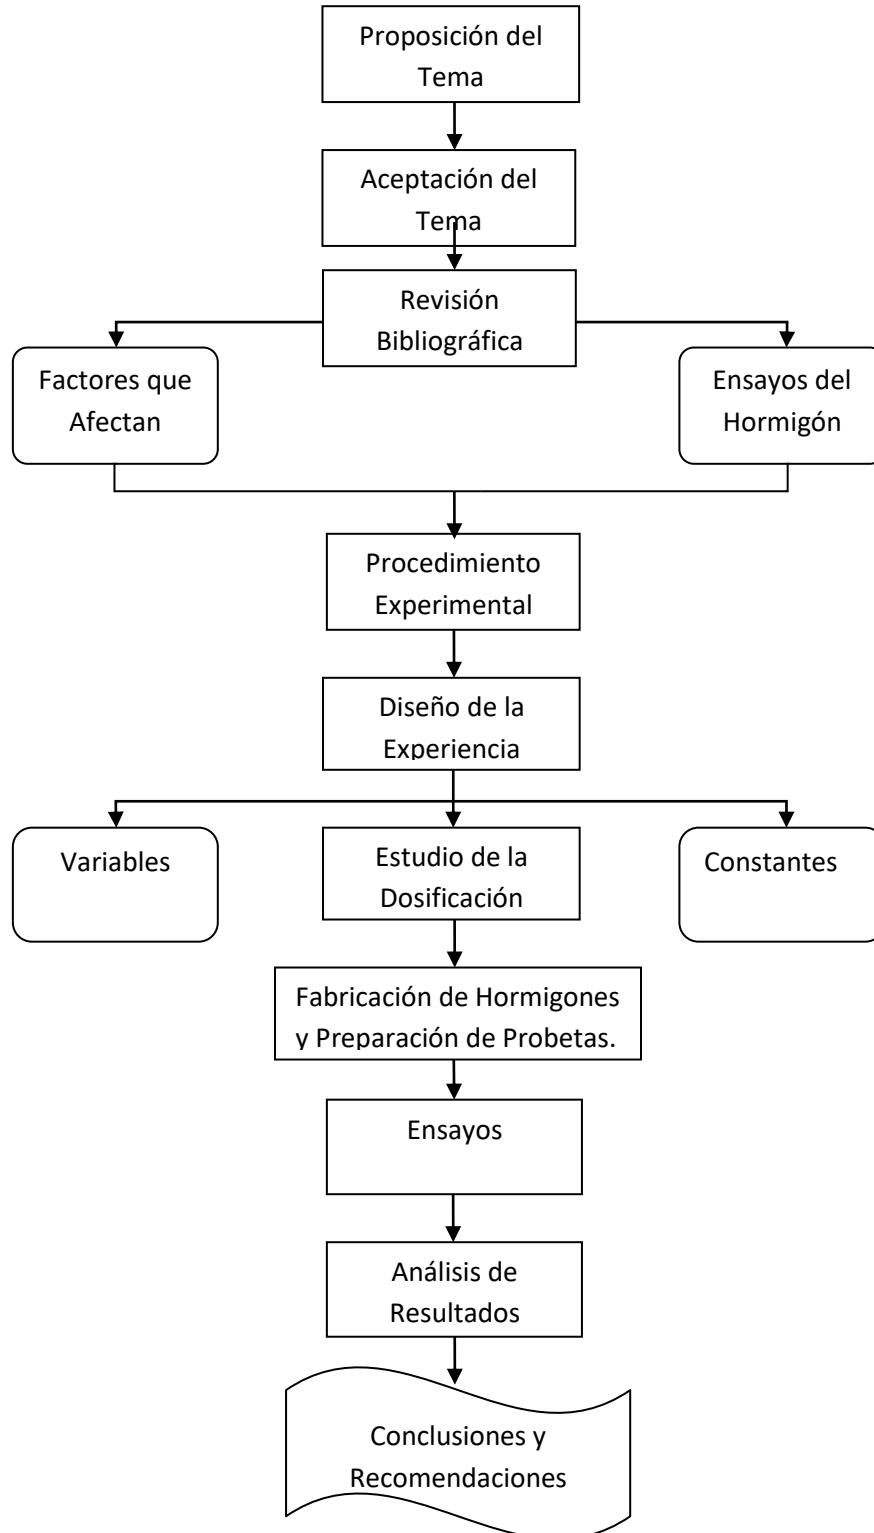 Proposición del
Tema
Aceptación del
Tema
Revisión
Bibliográfica
Factores que
Afectan
Ensayos del
Hormigón
Procedimiento
Experimental
Diseño de la
Experiencia
Variables
Estudio de la
Dosificación
Constantes
Fabricación de Hormigones
y Preparación de Probetas.
Ensayos
Análisis de
Resultados
Conclusiones y
Recomendaciones